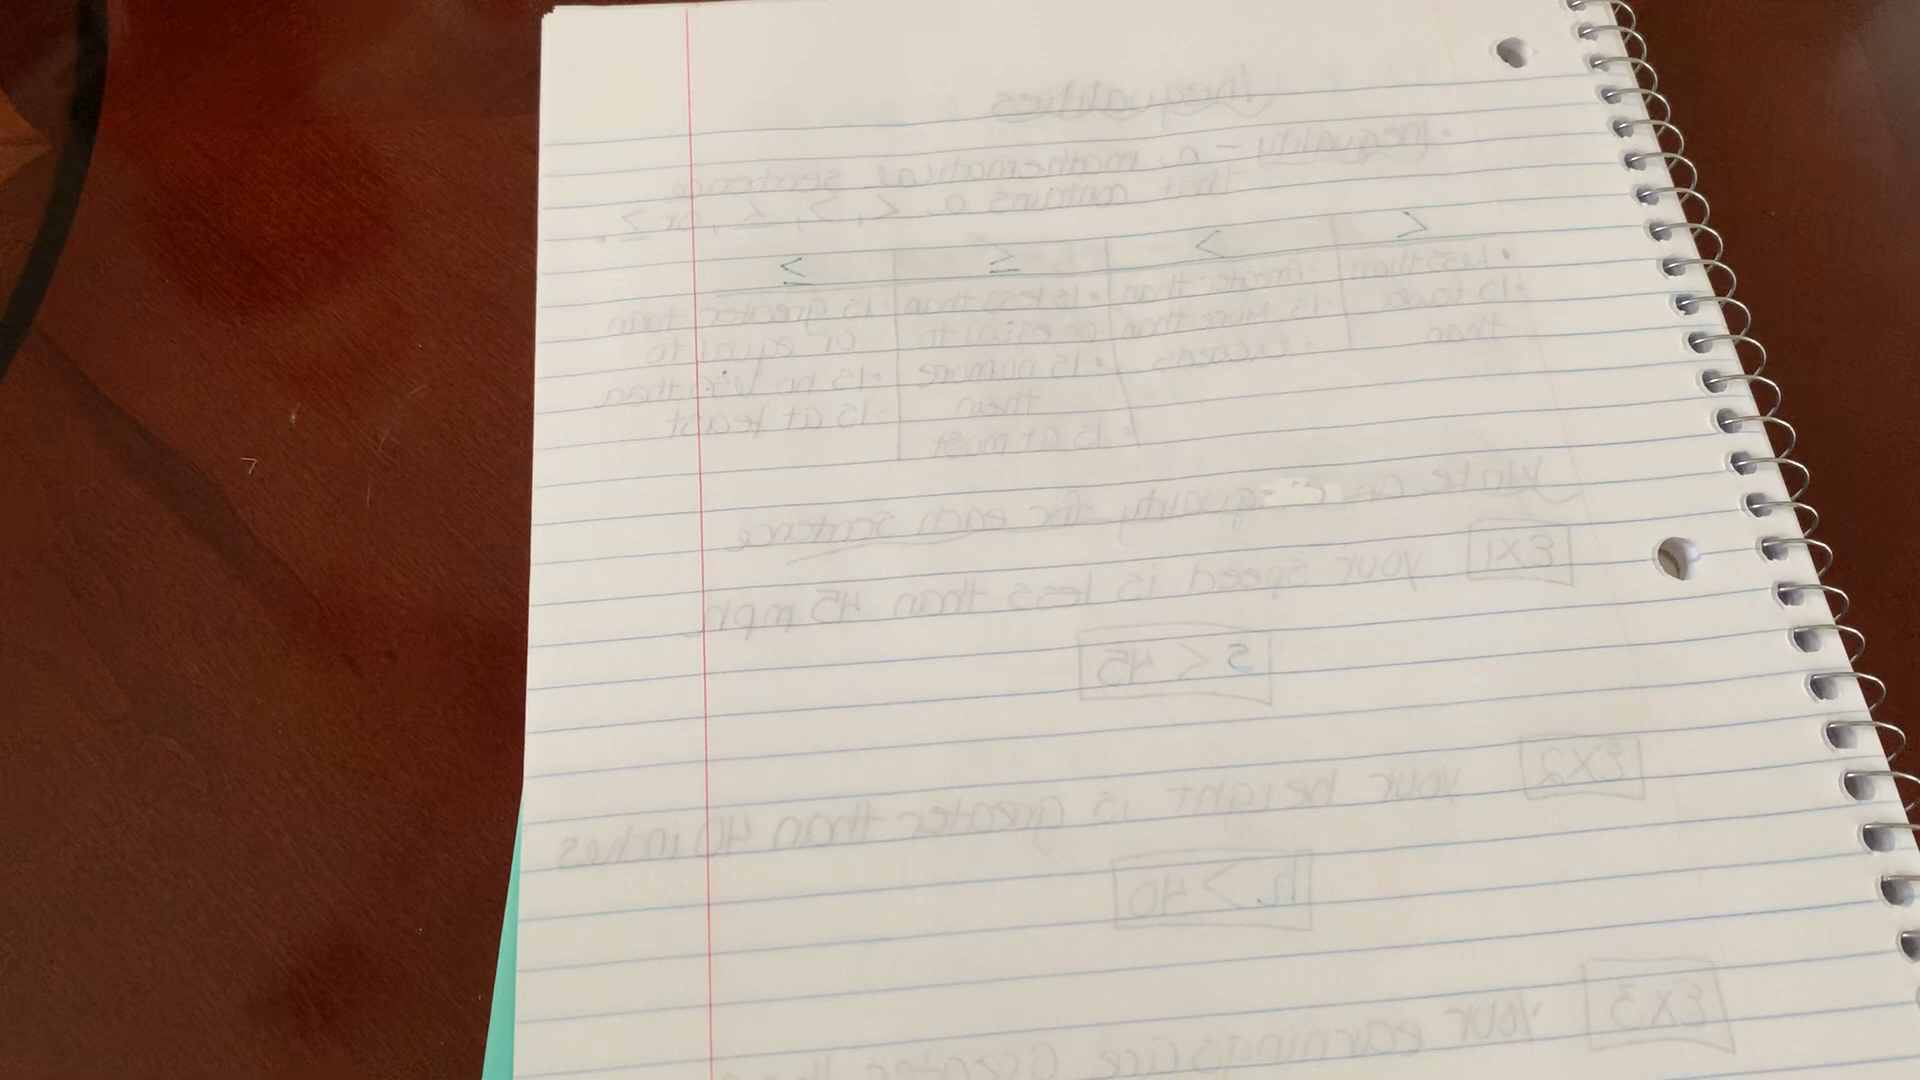 Inequalities
• Inequality - a mathematical sentence
that contains a <, >, ≤, or ≥.
< > ≤ ≥
• Less than • Greater than • is less than • is greater than
• is fewer • is more than or equal to or equal to
than • exceeds • is no more • is no less than
than • is at least
• is at most
Write an inequality for each sentence
EX1 your speed is less than 45 mph
s < 45
EX2 your height is greater than 40 inches
h > 40
EX3 your earnings are greater than